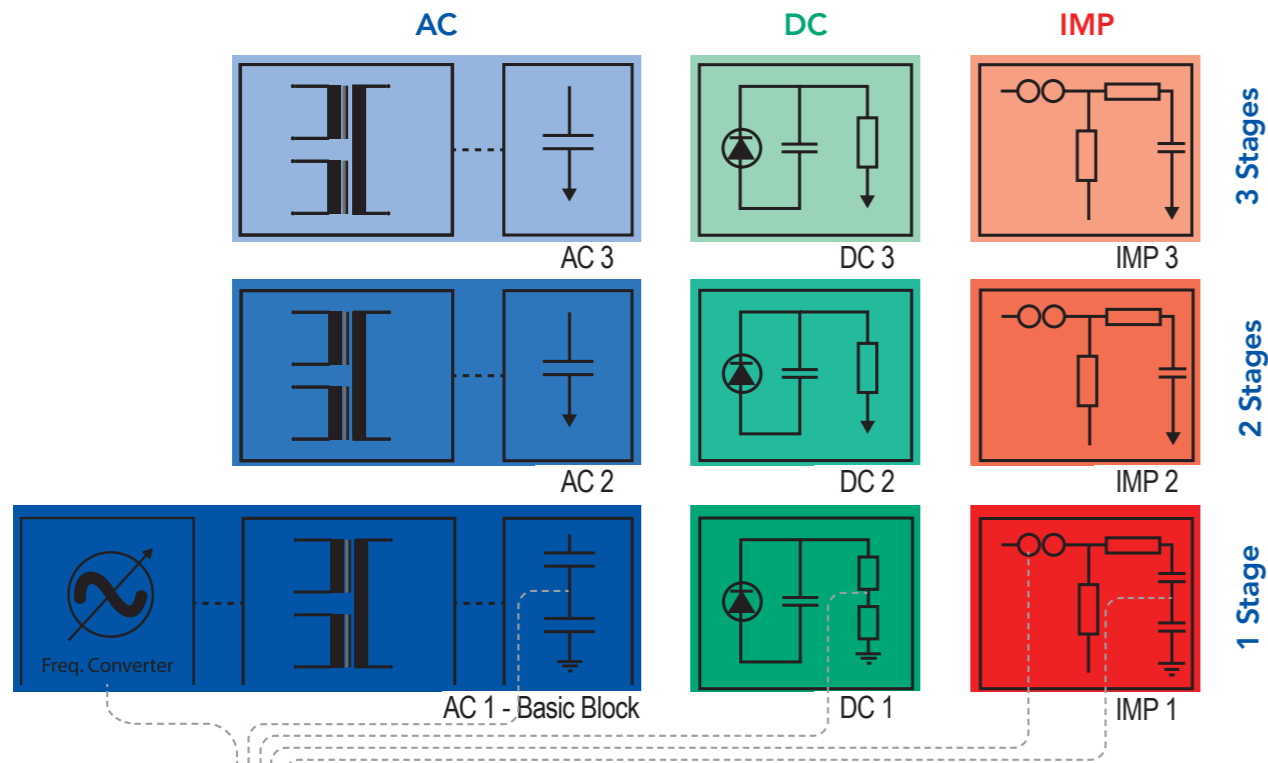 AC
DC
IMP
3 Stages
AC 3
DC 3
IMP 3
2 Stages
AC 2
DC 2
IMP 2
1 Stage
Freq. Converter
AC 1 - Basic Block
DC 1
IMP 1